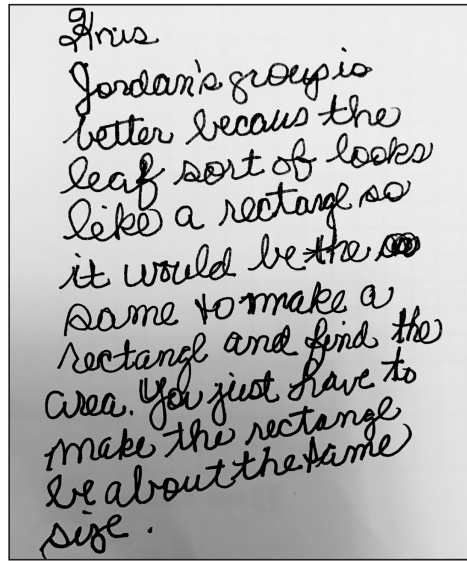 Kris
Jordan's group is
better becaus the
leaf sort of looks
like a rectangl so
it would be the
same to make a
rectangl and find the
area. You just have to
make the rectangle
be about the same
size.